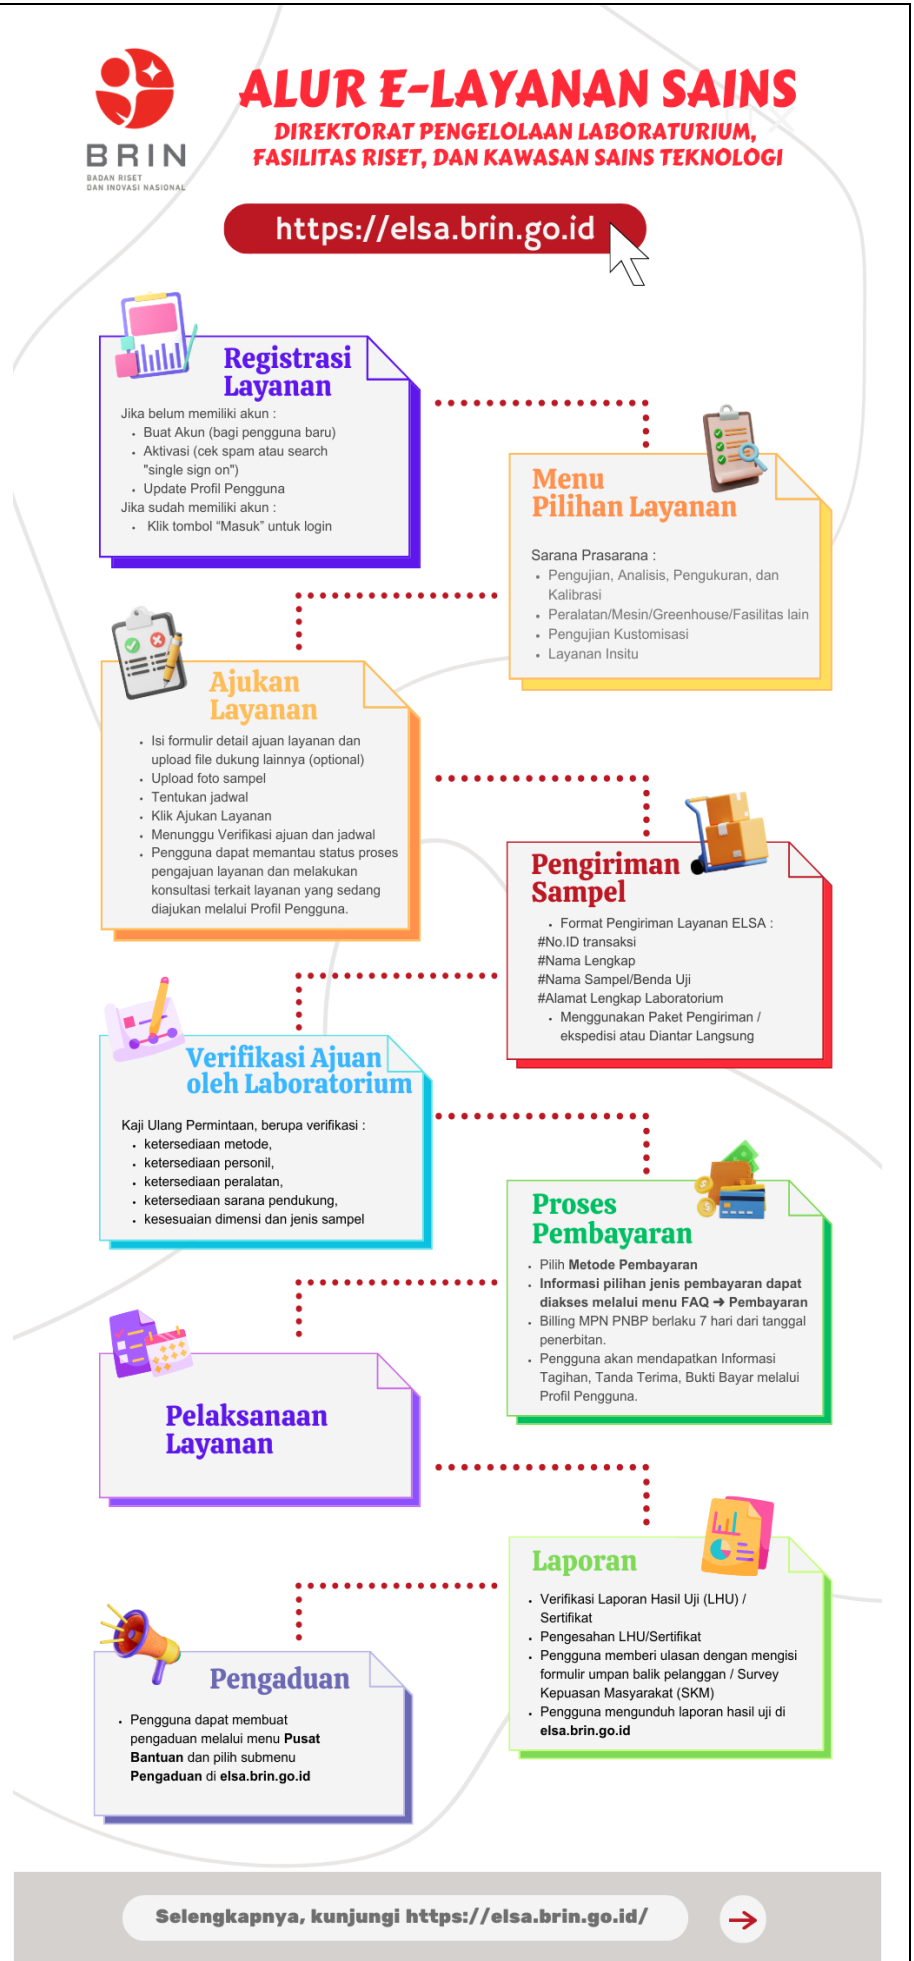 BRIN
BADAN RISET
DAN INOVASI NASIONAL
ALUR E-LAYANAN SAINS
DIREKTORAT PENGELOLAAN LABORATURIUM,
FASILITAS RISET, DAN KAWASAN SAINS TEKNOLOGI
https://elsa.brin.go.id
Registrasi
Layanan
Jika belum memiliki akun :
• Buat Akun (bagi pengguna baru)
• Aktivasi (cek spam atau search
"single sign on")
• Update Profil Pengguna
Jika sudah memiliki akun :
• Klik tombol “Masuk” untuk login
Menu
Pilihan Layanan
Sarana Prasarana :
• Pengujian, Analisis, Pengukuran, dan
Kalibrasi
• Peralatan/Mesin/Greenhouse/Fasilitas lain
• Pengujian Kustomisasi
• Layanan Insitu
Ajukan
Layanan
• Isi formulir detail ajuan layanan dan
upload file dukung lainnya (optional)
• Upload foto sampel
• Tentukan jadwal
• Klik Ajukan Layanan
• Menunggu Verifikasi ajuan dan jadwal
• Pengguna dapat memantau status proses
pengajuan layanan dan melakukan
konsultasi terkait layanan yang sedang
diajukan melalui Profil Pengguna.
Pengiriman
Sampel
• Format Pengiriman Layanan ELSA :
#No.ID transaksi
#Nama Lengkap
#Nama Sampel/Benda Uji
#Alamat Lengkap Laboratorium
• Menggunakan Paket Pengiriman /
ekspedisi atau Diantar Langsung
Verifikasi Ajuan
oleh Laboratorium
Kaji Ulang Permintaan, berupa verifikasi :
• ketersediaan metode,
• ketersediaan personil,
• ketersediaan peralatan,
• ketersediaan sarana pendukung,
• kesesuaian dimensi dan jenis sampel
Proses
Pembayaran
• Pilih Metode Pembayaran
• Informasi pilihan jenis pembayaran dapat
diakses melalui menu FAQ ➜ Pembayaran
• Billing MPN PNBP berlaku 7 hari dari tanggal
penerbitan.
• Pengguna akan mendapatkan Informasi
Tagihan, Tanda Terima, Bukti Bayar melalui
Profil Pengguna.
Pelaksanaan
Layanan
Laporan
• Verifikasi Laporan Hasil Uji (LHU) /
Sertifikat
• Pengesahan LHU/Sertifikat
• Pengguna memberi ulasan dengan mengisi
formulir umpan balik pelanggan / Survey
Kepuasan Masyarakat (SKM)
• Pengguna mengunduh laporan hasil uji di
elsa.brin.go.id
Pengaduan
• Pengguna dapat membuat
pengaduan melalui menu Pusat
Bantuan dan pilih submenu
Pengaduan di elsa.brin.go.id
Selengkapnya, kunjungi https://elsa.brin.go.id/